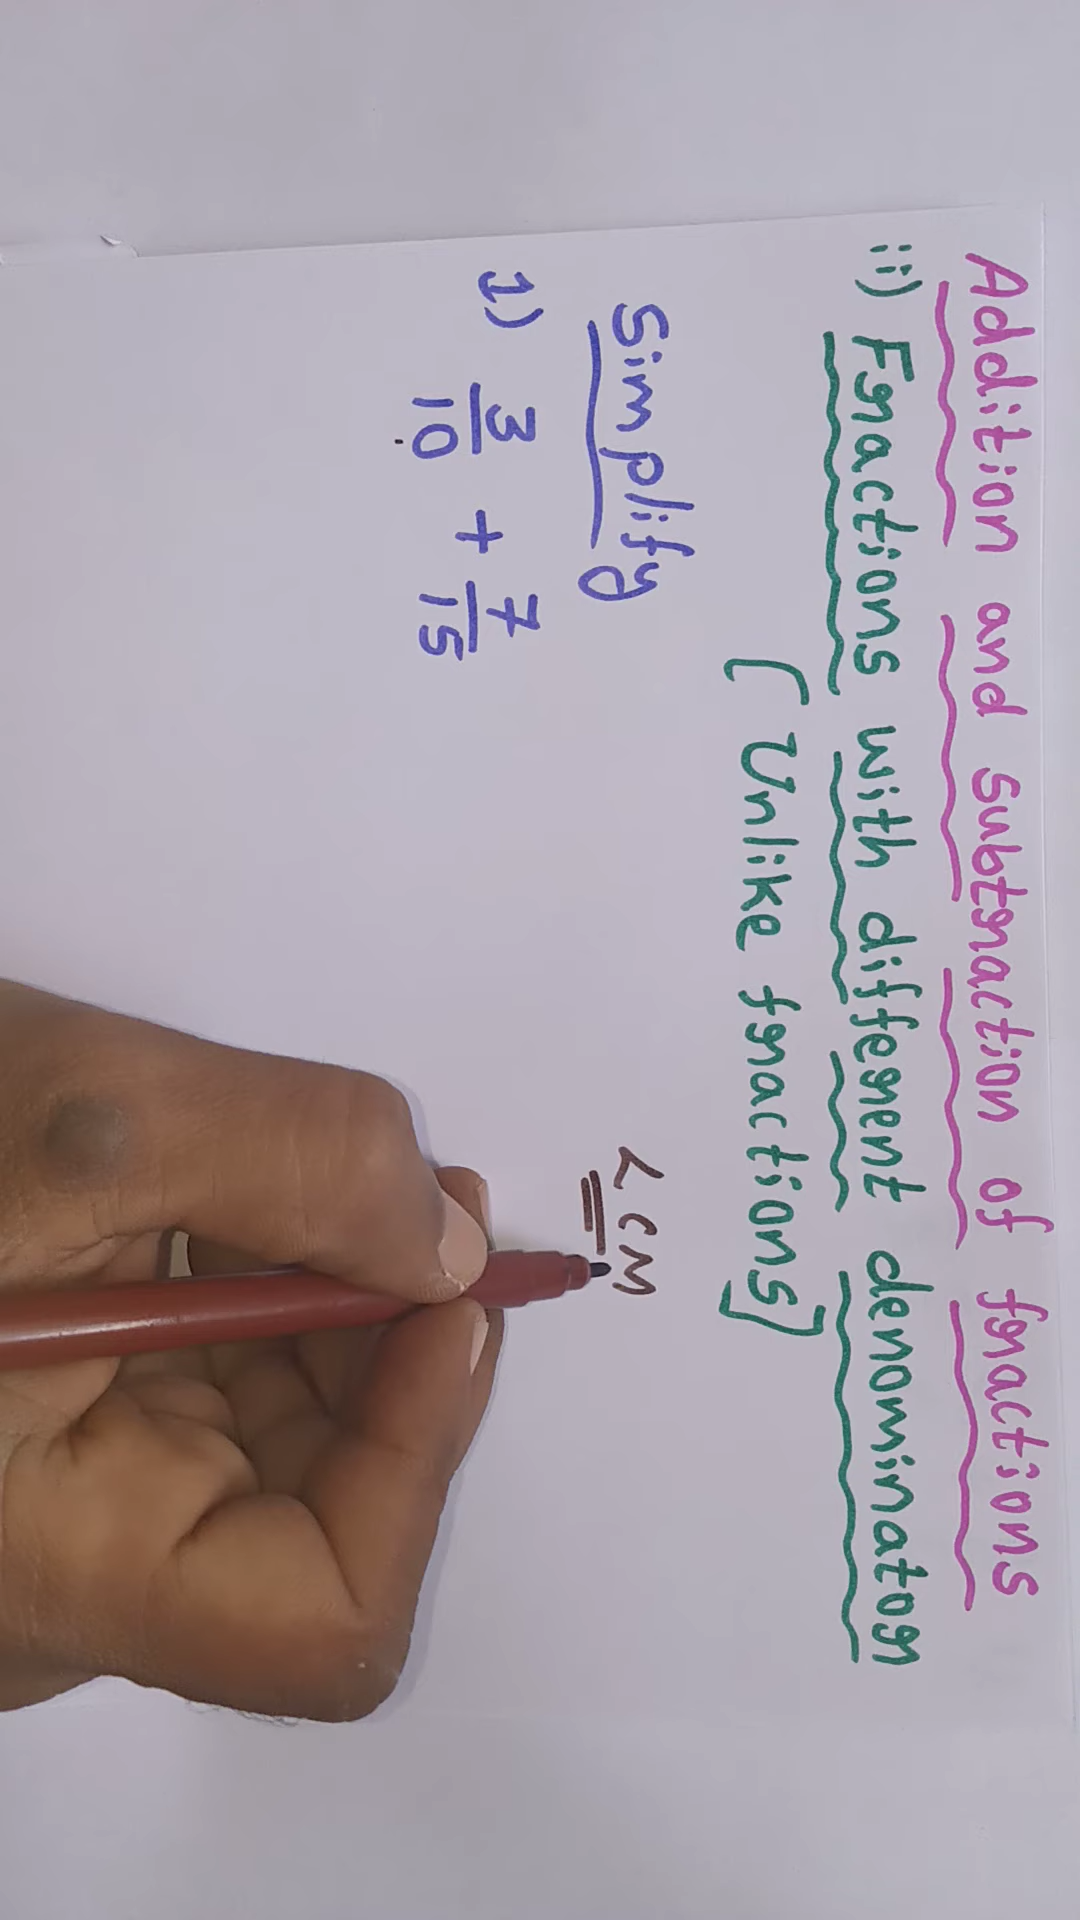 Addition and subtraction of fractions
ii) Fractions with different denominator
[Unlike fractions]
Simplify
LCM
1) 3/10 + 7/15